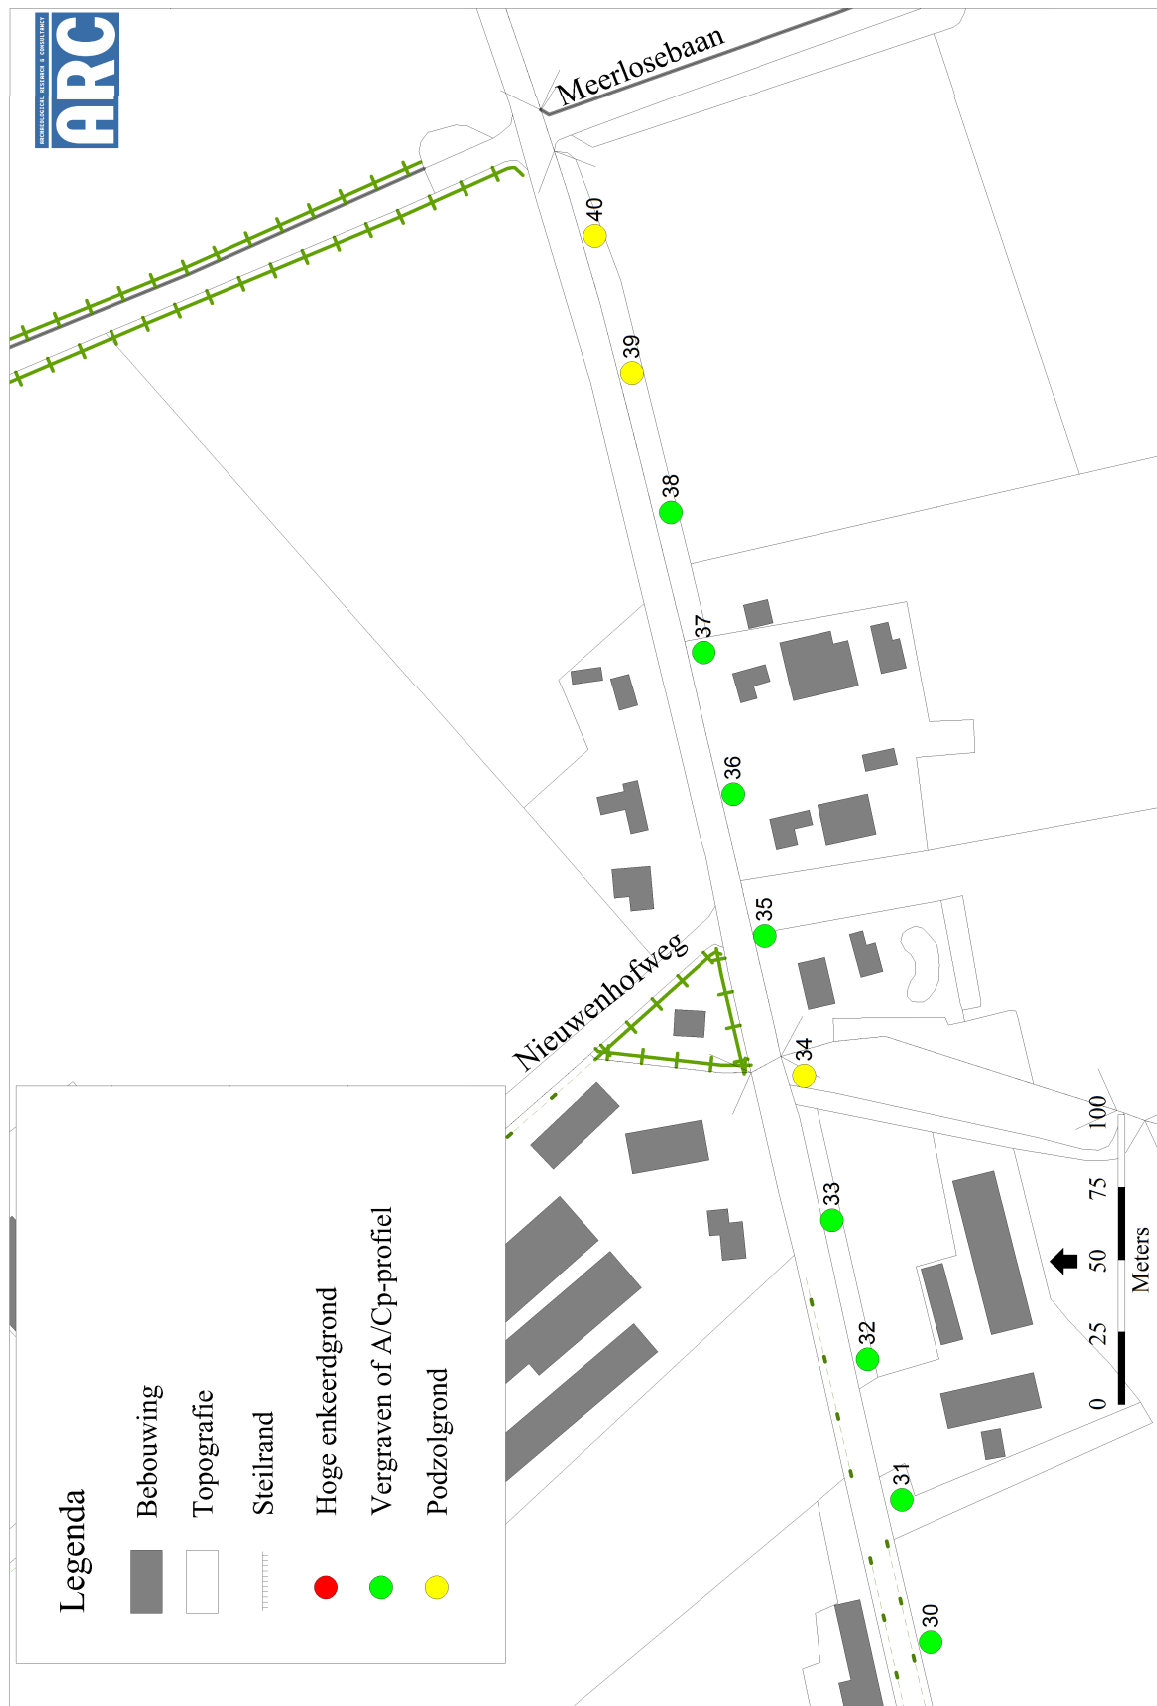 ARCHAEOLOGICAL RESEARCH & CONSULTANCY
ARC
Meerlosebaan
Nieuwenhofweg
40
39
38
37
36
35
34
33
32
31
30
Legenda
Bebouwing
Topografie
Steilrand
Hoge enkeerdgrond
Vergraven of A/Cp-profiel
Podzolgrond
0 25 50 75 100
Meters